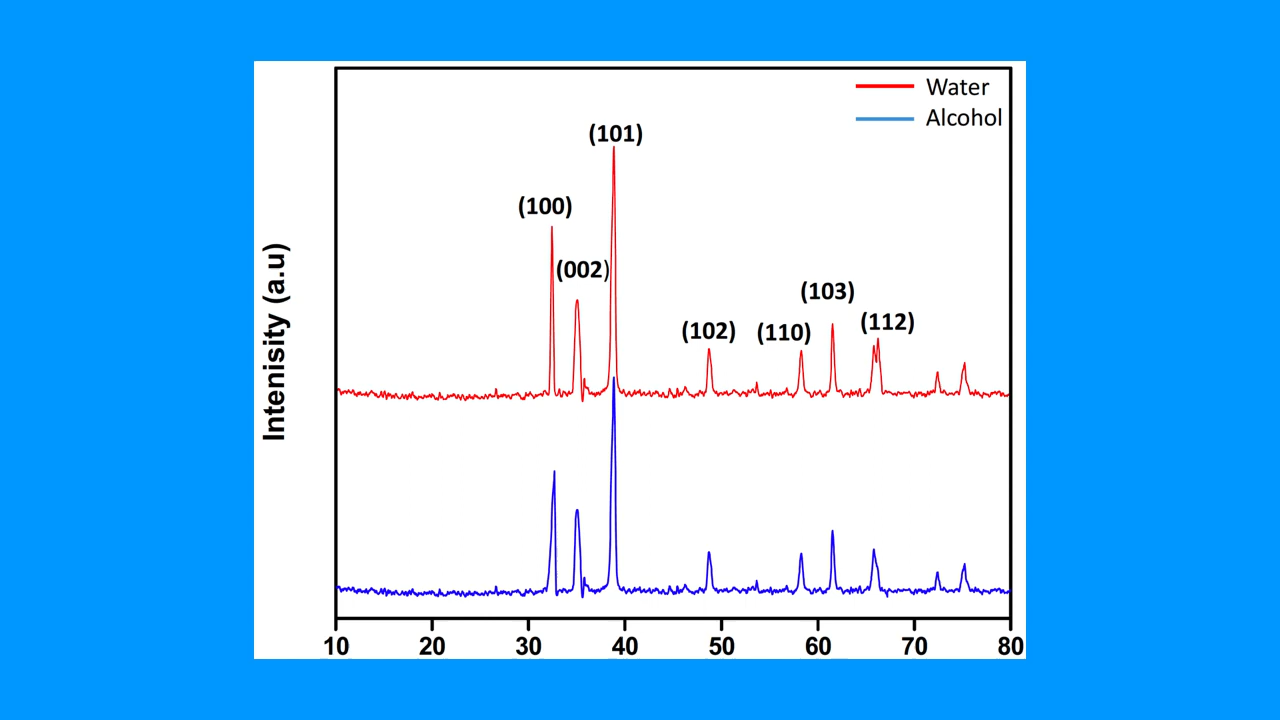 Water
Alcohol
(101)
(100)
(002)
(103)
(112)
(102)
(110)
Intenisity (a.u)
10 20 30 40 50 60 70 80